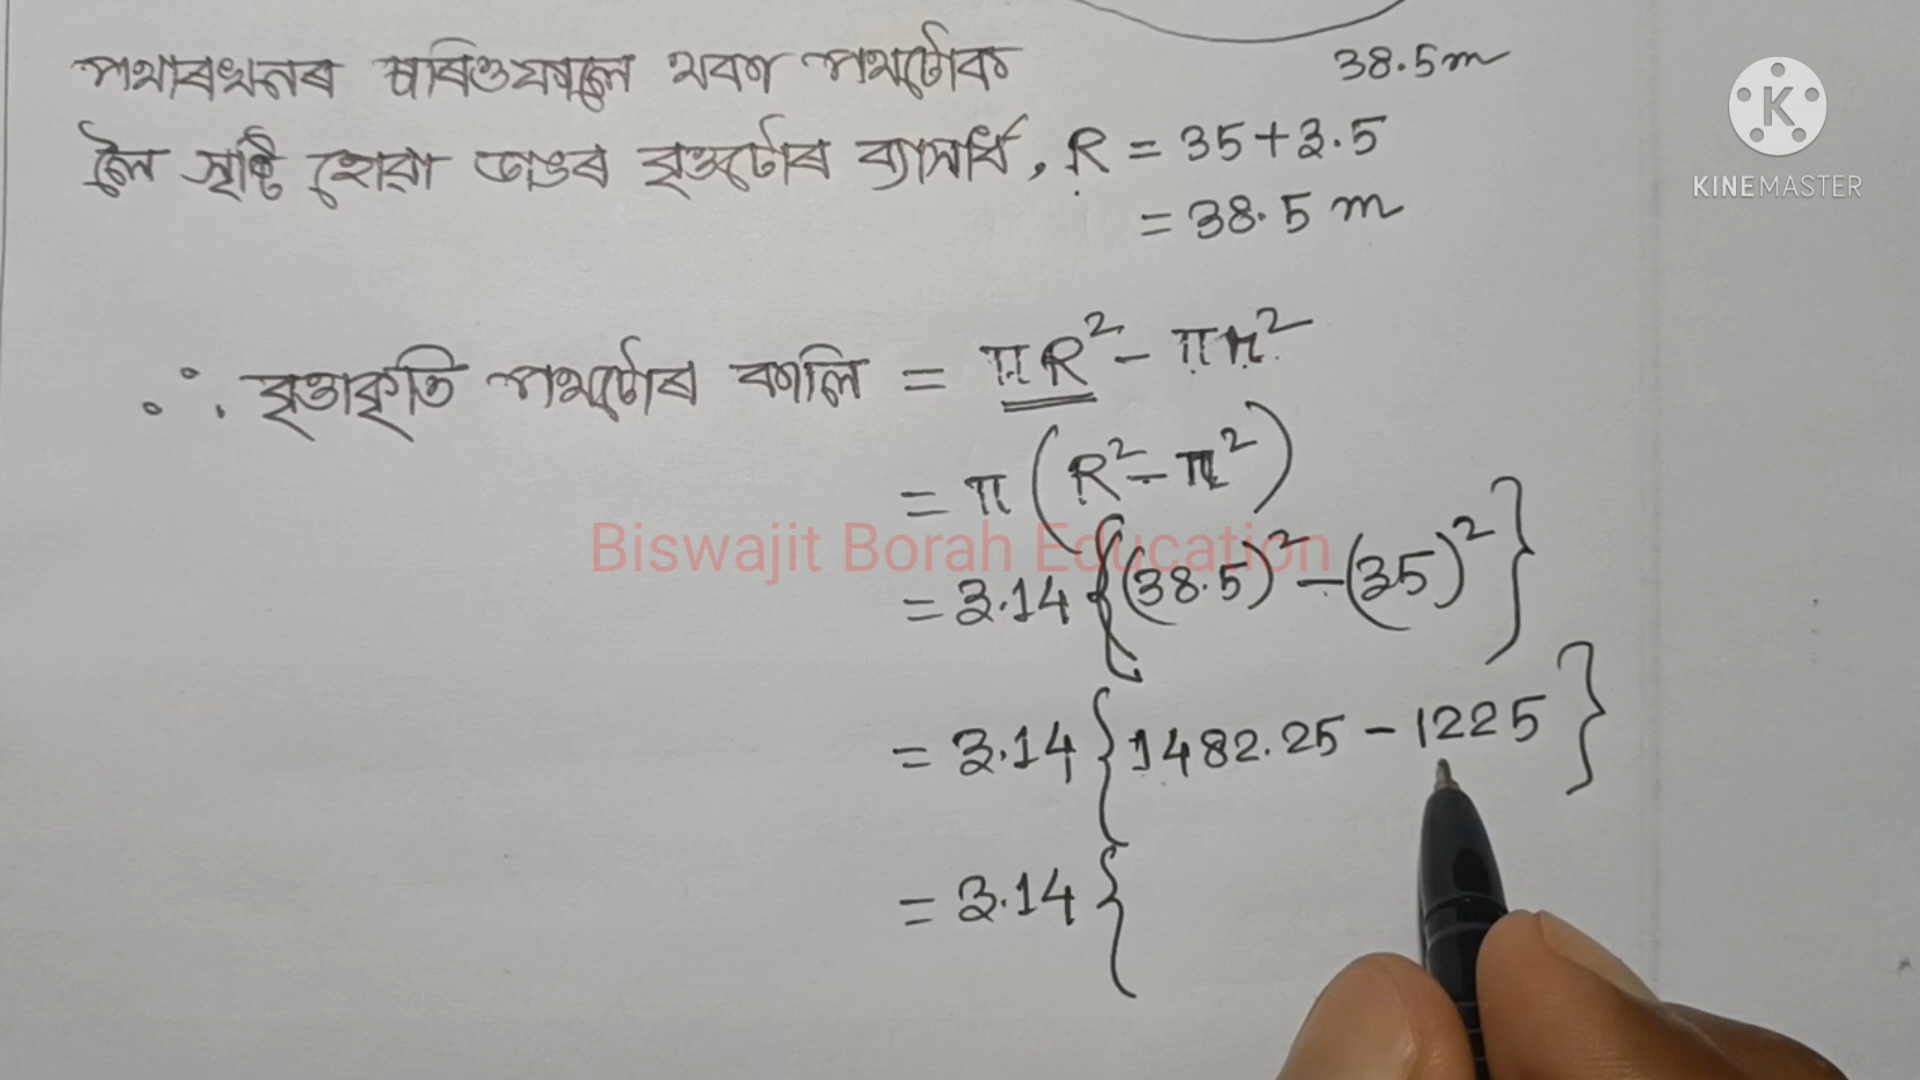 38.5m
পথাৰখনৰ চাৰিওফালে থকা পথটোক
লৈ সৃষ্টি হোৱা ডাঙৰ বৃত্তটোৰ ব্যাসাৰ্ধ, R = 35+3.5
= 38.5 m
∴ বৃত্তাকৃতি পথটোৰ কালি = πR² - πr²
= π(R² - r²)
= 3.14{(38.5)² - (35)²}
= 3.14{1482.25 - 1225}
= 3.14{
K
KINEMASTER
Biswajit Borah Education